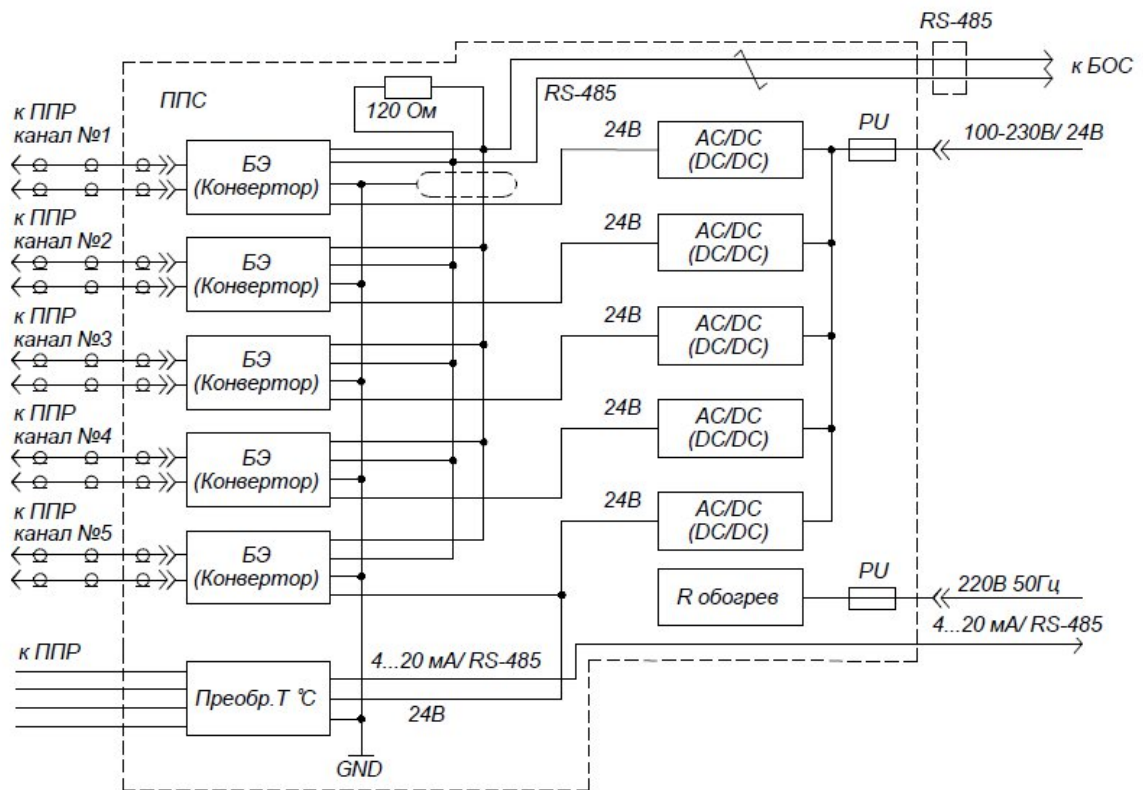 RS-485
к БОС
ППС
120 Ом
RS-485
к ППР
канал №1
БЭ
(Конвертор)
24В
AC/DC
(DC/DC)
PU
100-230В/ 24В
к ППР
канал №2
БЭ
(Конвертор)
24В
AC/DC
(DC/DC)
к ППР
канал №3
БЭ
(Конвертор)
24В
AC/DC
(DC/DC)
к ППР
канал №4
БЭ
(Конвертор)
24В
AC/DC
(DC/DC)
к ППР
канал №5
БЭ
(Конвертор)
24В
AC/DC
(DC/DC)
R обогрев
PU
220В 50Гц
4...20 мА/ RS-485
к ППР
Преобр.Т °С
4...20 мА/ RS-485
24В
GND